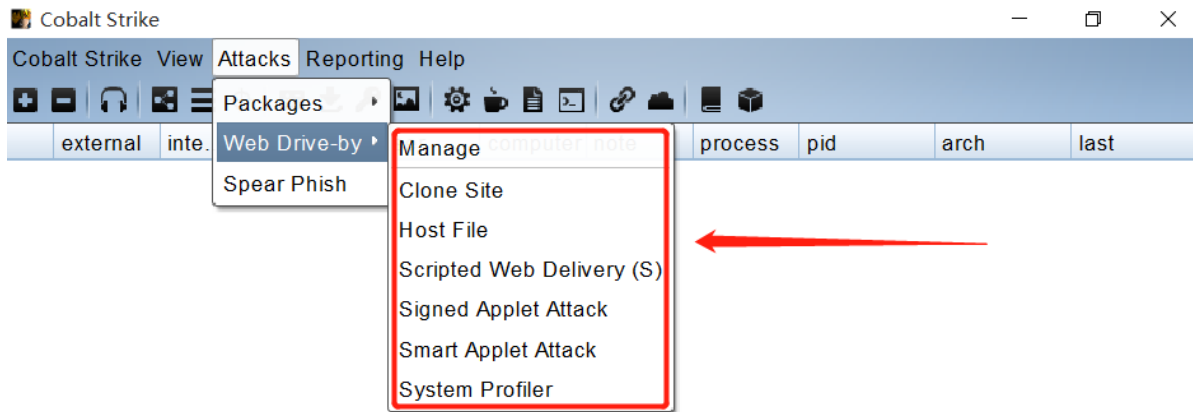 Cobalt Strike
Cobalt Strike View Attacks Reporting Help
Packages
external inte. Web Drive-by Manage computer note process pid arch last
Spear Phish
Clone Site
Host File
Scripted Web Delivery (S)
Signed Applet Attack
Smart Applet Attack
System Profiler